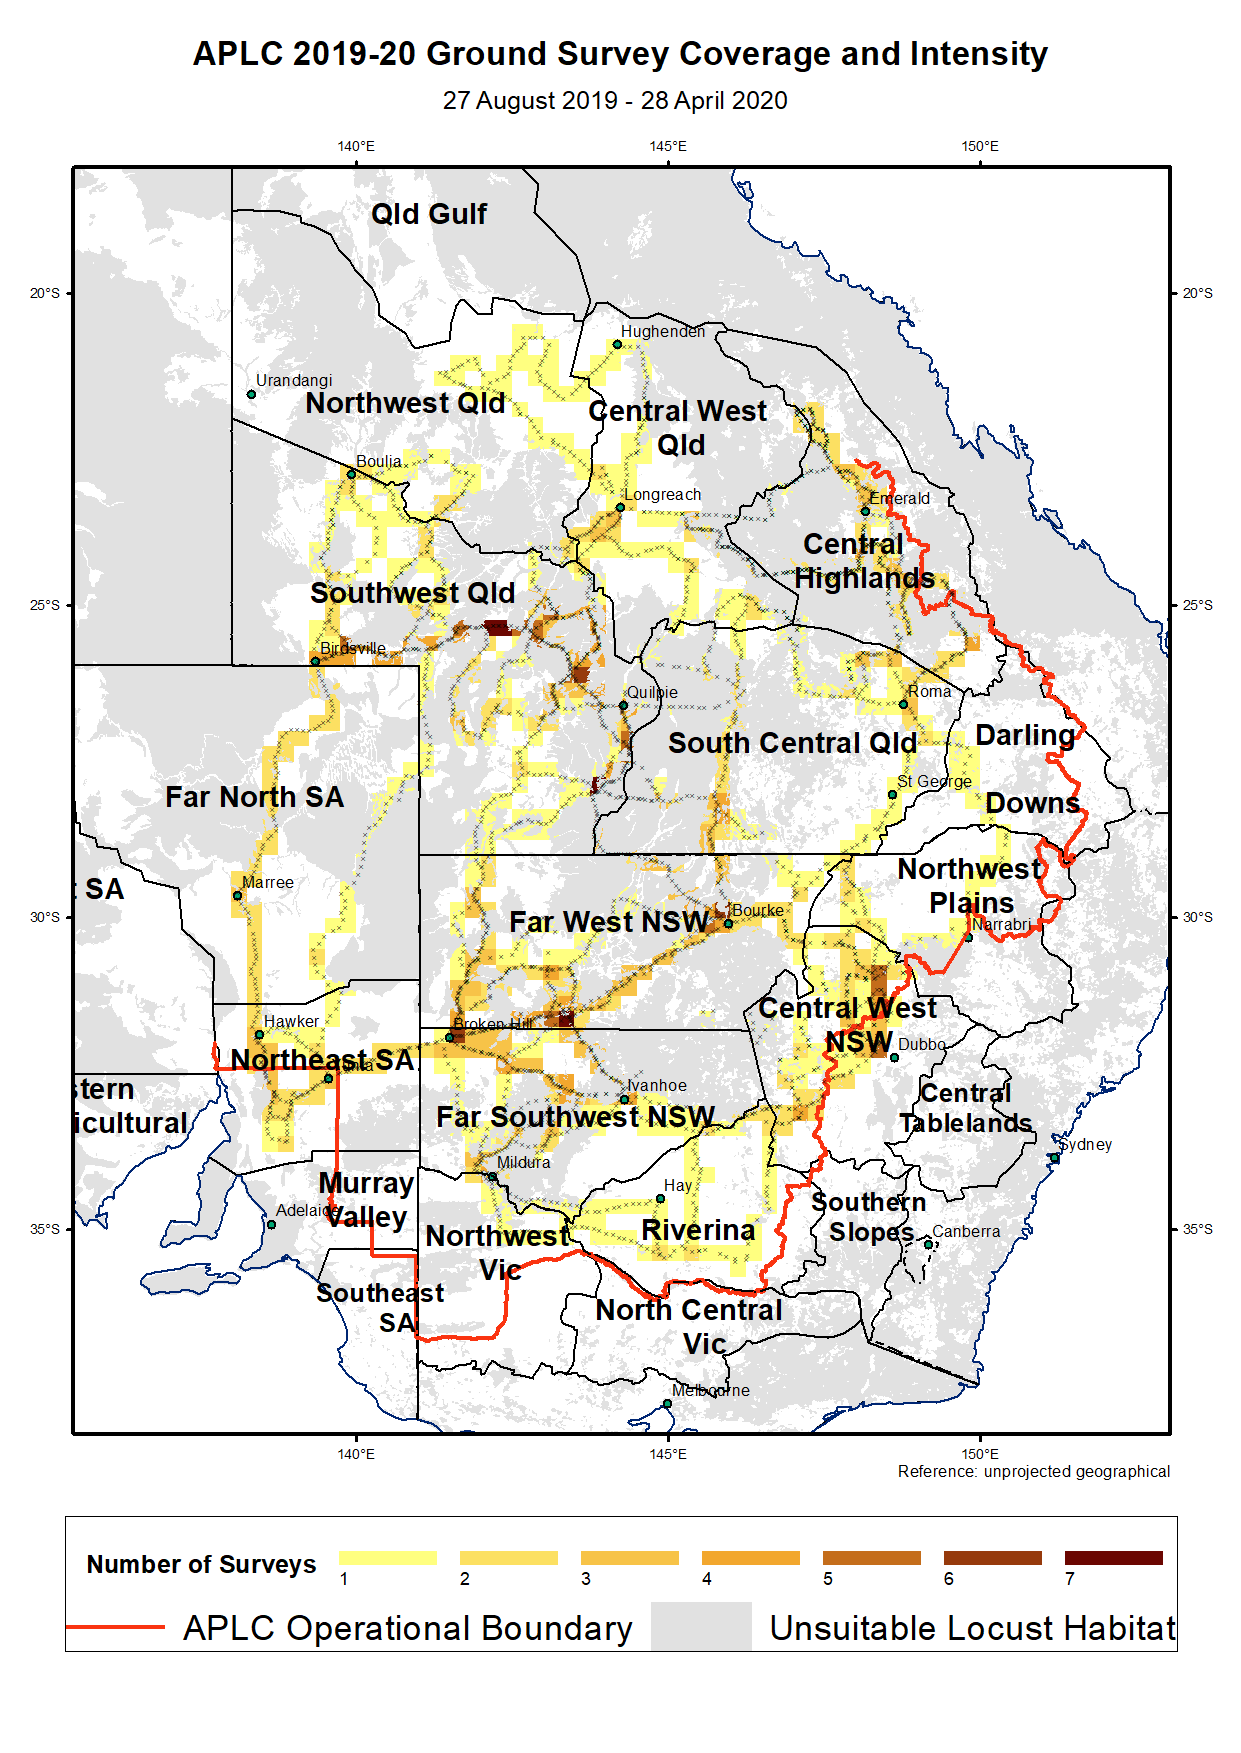 APLC 2019-20 Ground Survey Coverage and Intensity
27 August 2019 - 28 April 2020
140°E 145°E 150°E
Qld Gulf
20°S 20°S
Hughenden
Urandangi
Northwest Qld
Central West
Qld
Boulia
Longreach
Emerald
Central
Highlands
Southwest Qld
25°S 25°S
Birdsville
Quilpie
Roma
South Central Qld
Darling
Downs
St George
Far North SA
Northwest
Plains
Marree
t SA
Far West NSW
Bourke
30°S 30°S
Narrabri
Central West
NSW
Hawker
Broken Hill
Dubbo
Northeast SA
stern
icultural
Ivanhoe
Far Southwest NSW
Central
Tablelands
Sydney
Mildura
Murray
Valley
Hay
Southern
Slopes
Adelaide
35°S 35°S
Northwest
Vic
Riverina
Canberra
Southeast
SA
North Central
Vic
Melbourne
140°E 145°E 150°E
Reference: unprojected geographical
Number of Surveys
1 2 3 4 5 6 7
APLC Operational Boundary Unsuitable Locust Habitat